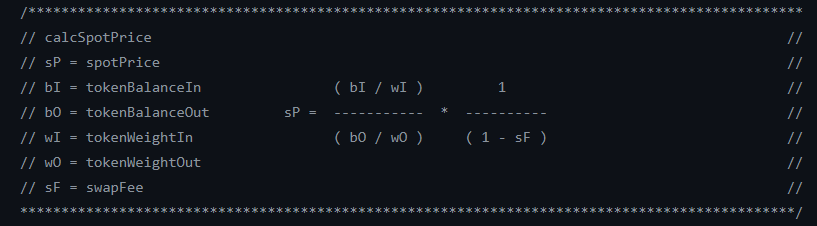 /**********************************************************************************************
// calcSpotPrice                                                                             //
// sP = spotPrice                                                                            //
// bI = tokenBalanceIn                ( bI / wI )         1                                  //
// bO = tokenBalanceOut         sP =  -----------  *  ----------                             //
// wI = tokenWeightIn                 ( bO / wO )     ( 1 - sF )                             //
// wO = tokenWeightOut                                                                       //
// sF = swapFee                                                                              //
**********************************************************************************************/